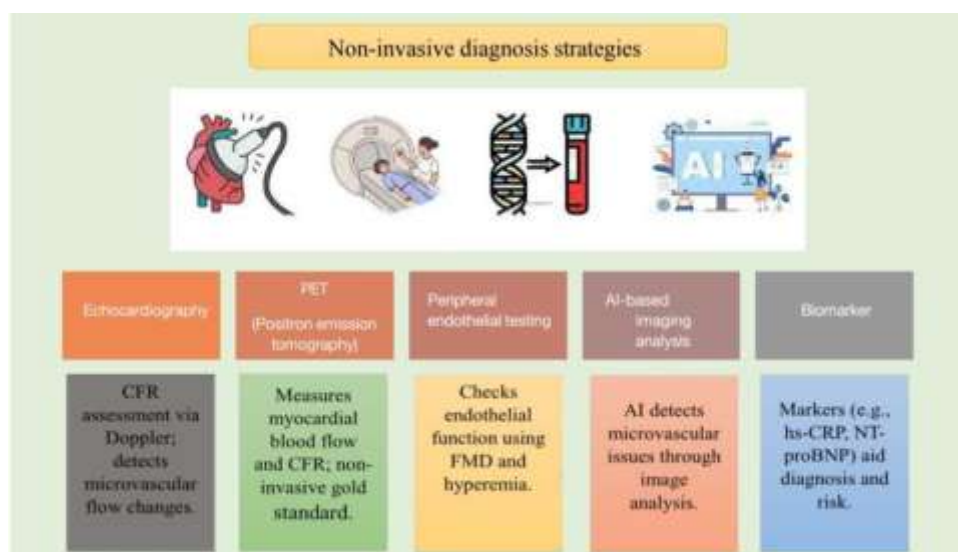 Non-invasive diagnosis strategies
AI
Echocardiography
PET
(Positron emission
tomography)
Peripheral
endothelial testing
AI-based
imaging
analysis
Biomarker
CFR
assessment via
Doppler;
detects
microvascular
flow changes.
Measures
myocardial
blood flow
and CFR; non-
invasive gold
standard.
Checks
endothelial
function using
FMD and
hyperemia.
AI detects
microvascular
issues through
image
analysis.
Markers (e.g.,
hs-CRP, NT-
proBNP) aid
diagnosis and
risk.